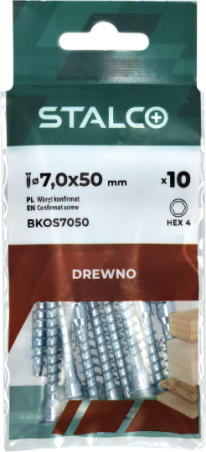 STALCO
ø7,0x50 mm x10
PL Wkręt konfirmat
EN Confirmat screw
HEX 4
BKOS7050
DREWNO